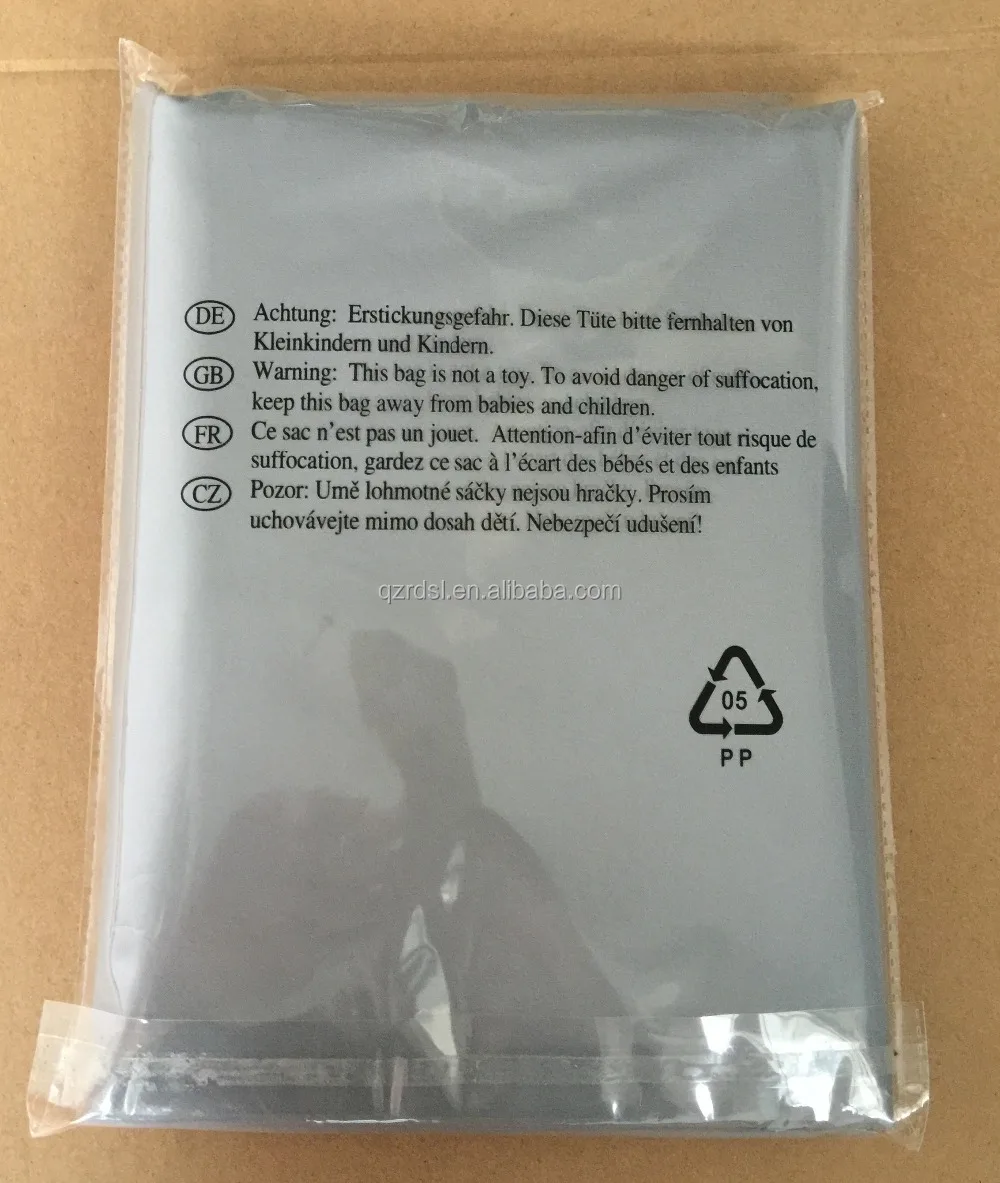 DE Achtung: Erstickungsgefahr. Diese Tüte bitte fernhalten von
Kleinkindern und Kindern.
GB Warning: This bag is not a toy. To avoid danger of suffocation,
keep this bag away from babies and children.
FR Ce sac n'est pas un jouet. Attention-afin d'éviter tout risque de
suffocation, gardez ce sac à l'écart des bébés et des enfants
CZ Pozor: Umě lohmotné sáčky nejsou hračky. Prosím
uchovávejte mimo dosah dětí. Nebezpečí udušení!
qzrdsl.en.alibaba.com
05
PP